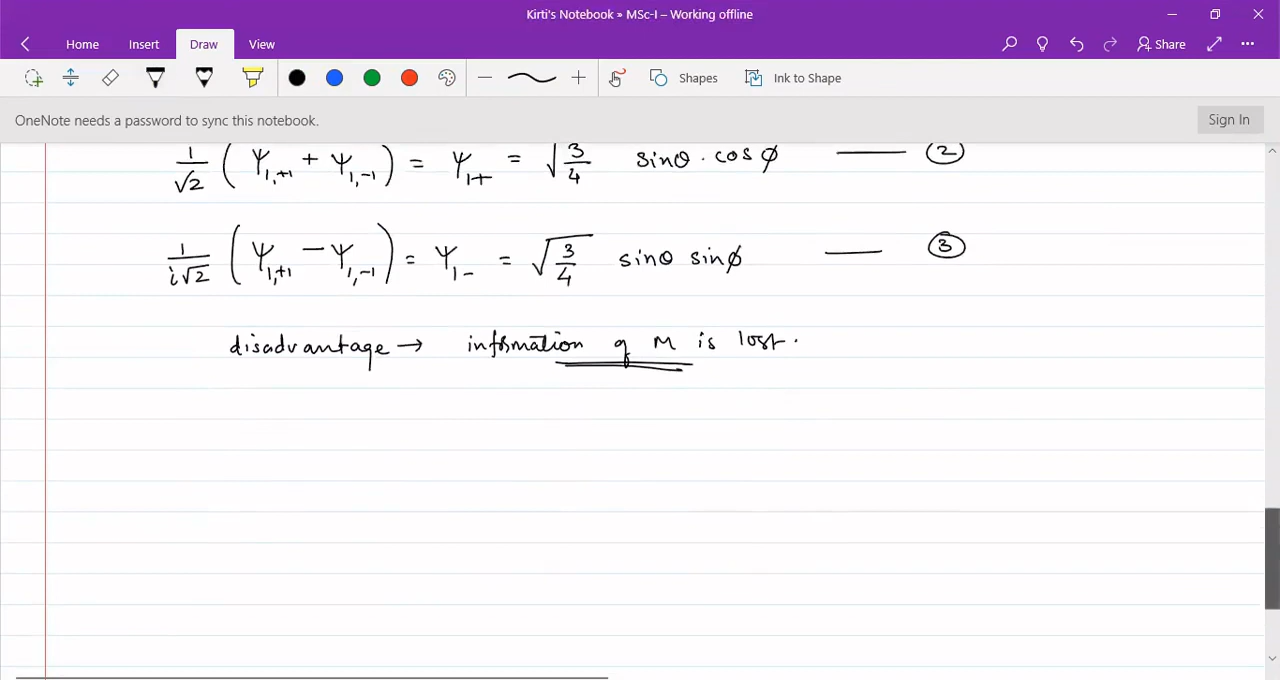 Kirti's Notebook » MSc-I – Working offline
Home Insert Draw View Share
Shapes Ink to Shape
OneNote needs a password to sync this notebook. Sign In
1/√2 (Ψ1,+1 + Ψ1,-1) = Ψ1+ = √3/4 sinθ · cos ϕ —— ②
1/i√2 (Ψ1,+1 − Ψ1,-1) = Ψ1- = √(3/4) sinθ sinϕ —— ③
disadvantage → information of M is lost.